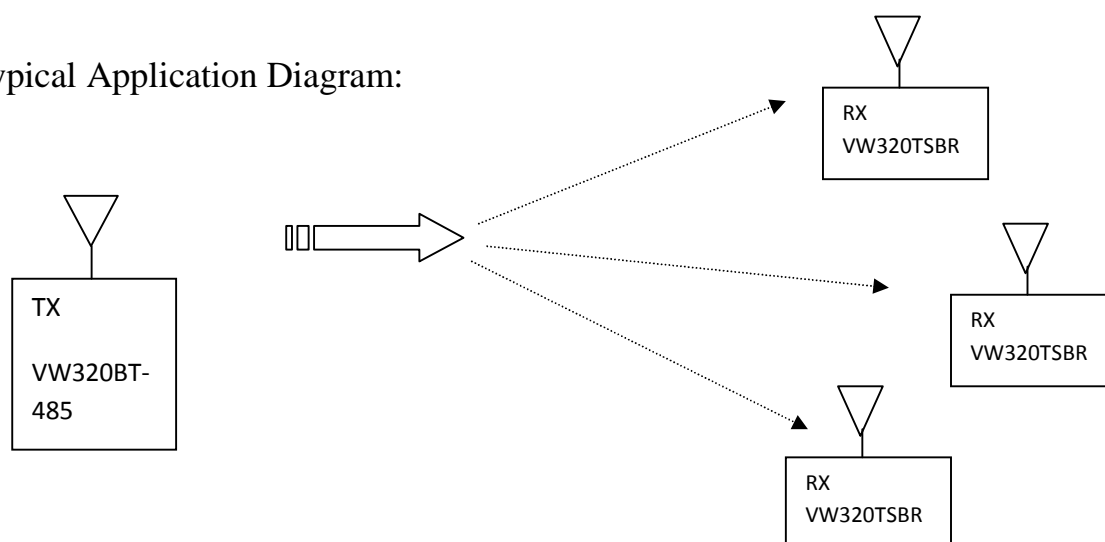 ypical Application Diagram:
RX
VW320TSBR
TX
VW320BT-
485
RX
VW320TSBR
RX
VW320TSBR